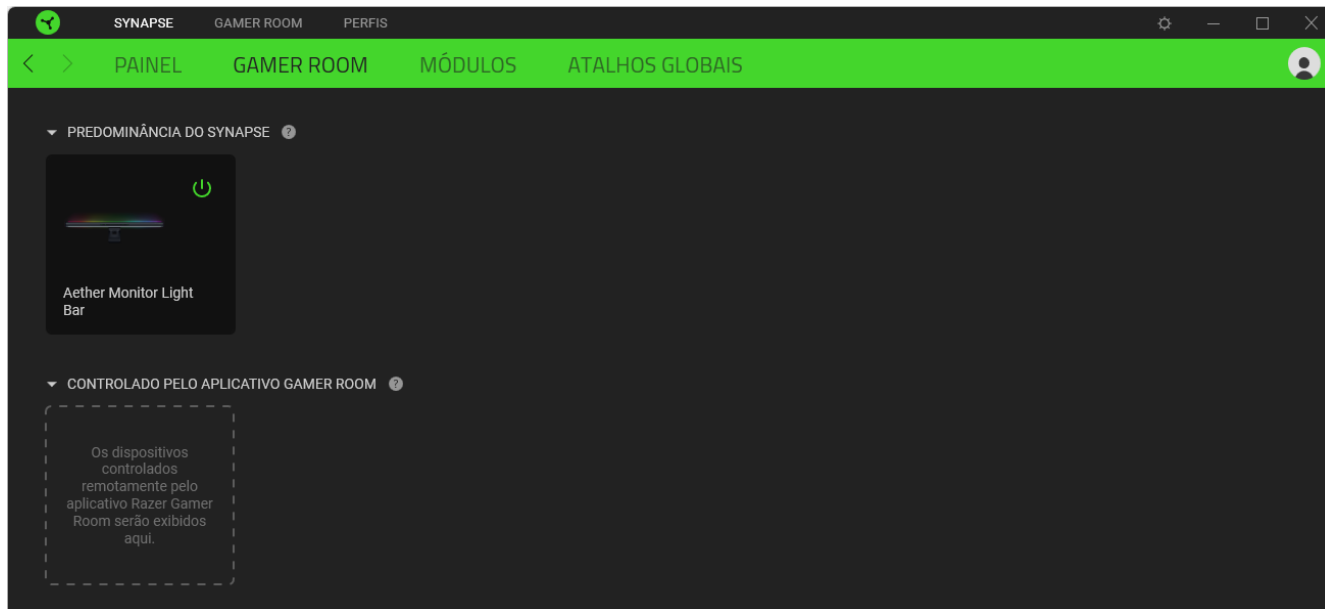 SYNAPSE GAMER ROOM PERFIS
PAINEL GAMER ROOM MÓDULOS ATALHOS GLOBAIS
PREDOMINÂNCIA DO SYNAPSE ?
Aether Monitor Light
Bar
CONTROLADO PELO APLICATIVO GAMER ROOM ?
Os dispositivos
controlados
remotamente pelo
aplicativo Razer Gamer
Room serão exibidos
aqui.